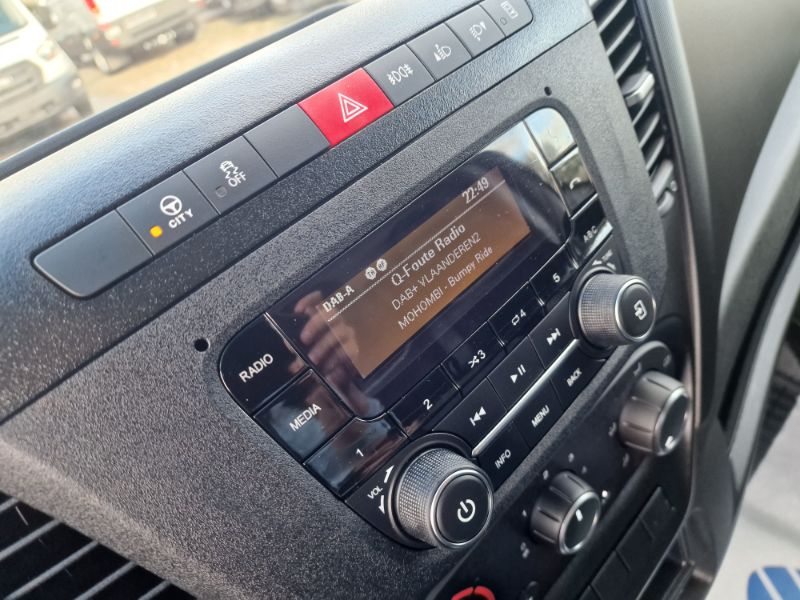 OFF
CITY
22:49
DAB-A
Q-Foute Radio
DAB+ VLAANDEREN2
MOHOMBI - Bumpy Ride
ABC
RADIO
MEDIA
1
2
3
4
5
VOL
INFO
MENU
BACK